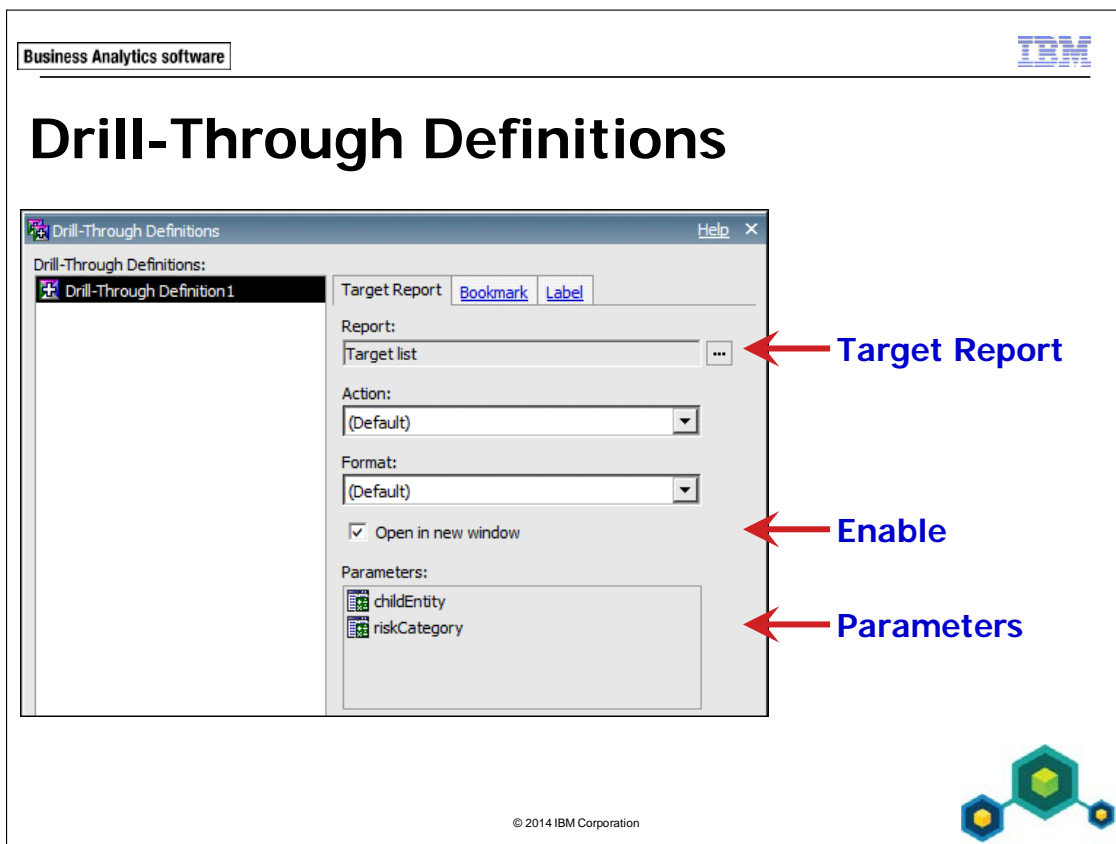 Business Analytics software
IBM
Drill-Through Definitions
Drill-Through Definitions
Help
Drill-Through Definitions:
Drill-Through Definition1
Target Report
Bookmark
Label
Report:
Target list
...
Target Report
Action:
(Default)
Format:
(Default)
Open in new window
Enable
Parameters:
childEntity
riskCategory
Parameters
© 2014 IBM Corporation